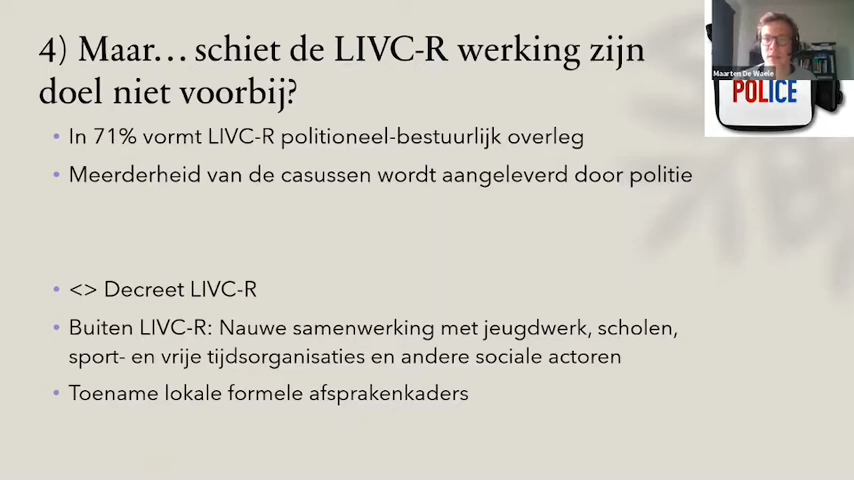 4) Maar… schiet de LIVC-R werking zijn
doel niet voorbij?
Maarten De Waele
POLICE
• In 71% vormt LIVC-R politioneel-bestuurlijk overleg
• Meerderheid van de casussen wordt aangeleverd door politie
• <> Decreet LIVC-R
• Buiten LIVC-R: Nauwe samenwerking met jeugdwerk, scholen,
sport- en vrije tijdsorganisaties en andere sociale actoren
• Toename lokale formele afsprakenkaders